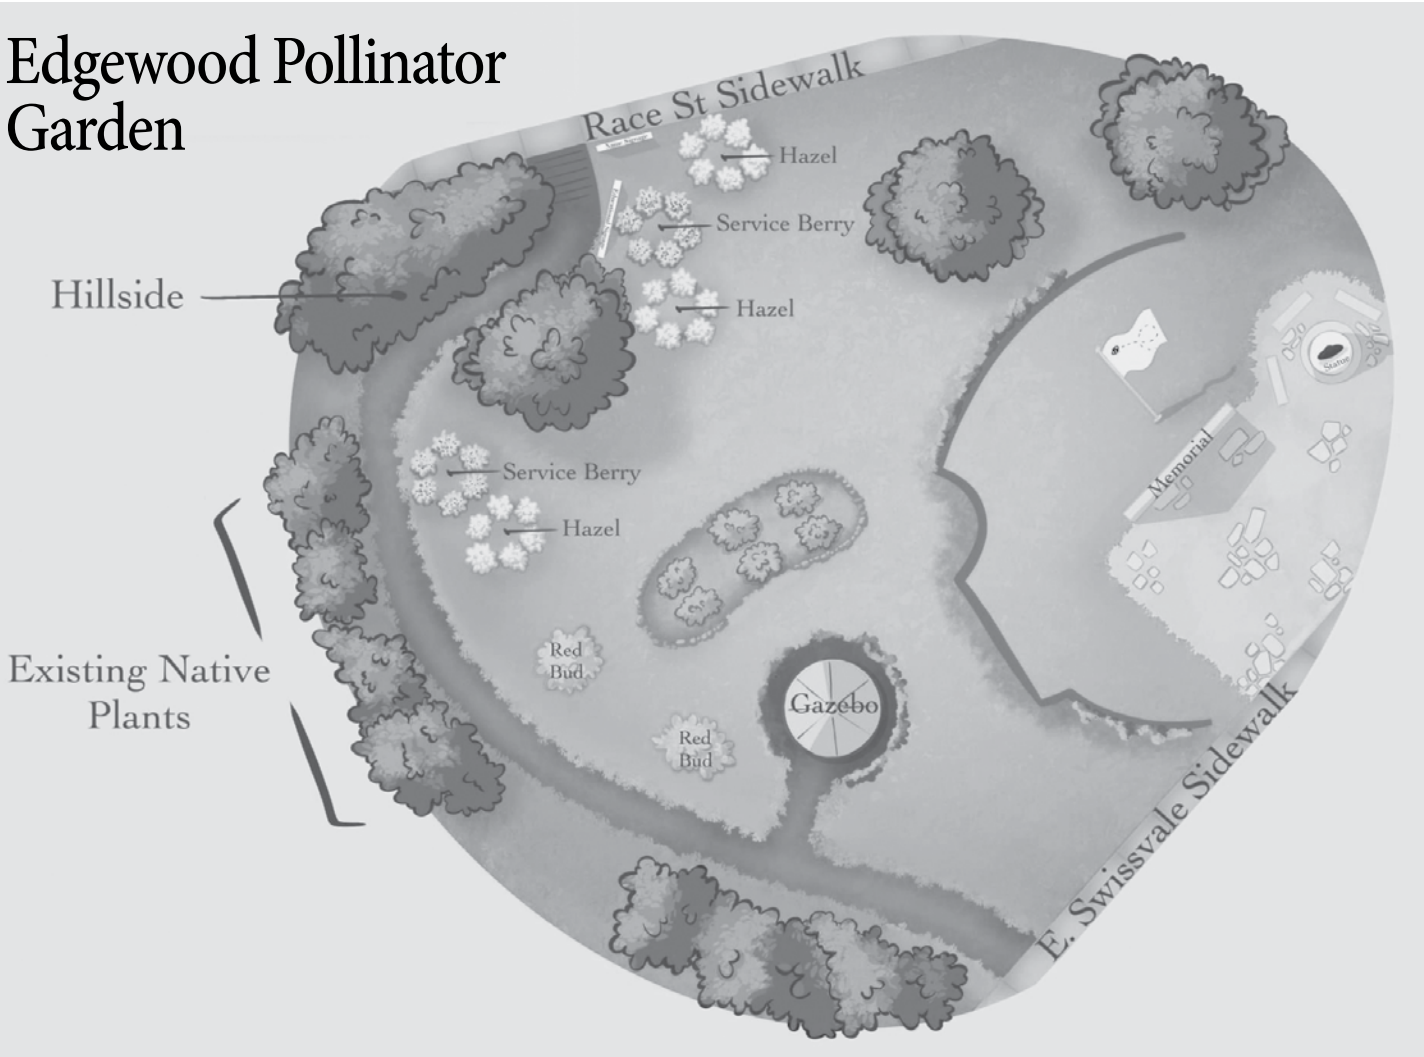 Edgewood Pollinator
Garden
Race St Sidewalk
Hazel
Service Berry
Hazel
Hillside
Statue
Memorial
Service Berry
Hazel
Existing Native
Plants
Red
Bud
Red
Bud
Gazebo
E. Swissvale Sidewalk